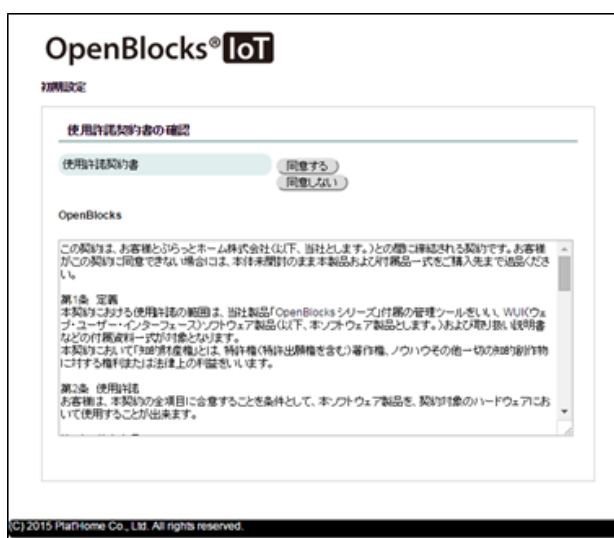 OpenBlocks® IoT
初期設定
使用許諾契約書の確認
使用許諾契約書
同意する
同意しない
OpenBlocks
この契約は、お客様とぷらっとホーム株式会社(以下、当社とします。)との間に締結される契約です。お客様
がこの契約に同意できない場合には、本体未開封のまま本製品および付属品一式をご購入先まで返品くださ
い。
第1条 定義
本契約における使用許諾の範囲は、当社製品「OpenBlocks シリーズ」付属の管理ツールをいい、WUI(ウェ
ブ・ユーザー・インターフェース)ソフトウェア製品(以下、本ソフトウェア製品とします。)および取り扱い説明書
などの付属資料一式が対象となります。
本契約において「知的財産権」とは、特許権(特許出願権を含む)著作権、ノウハウその他一切の知的創作物
に対する権利または法律上の利益をいいます。
第2条 使用許諾
お客様は、本契約の全項目に合意することを条件として、本ソフトウェア製品を、契約対象のハードウェアにお
いて使用することが出来ます。
(C) 2015 Plat'Home Co., Ltd. All rights reserved.